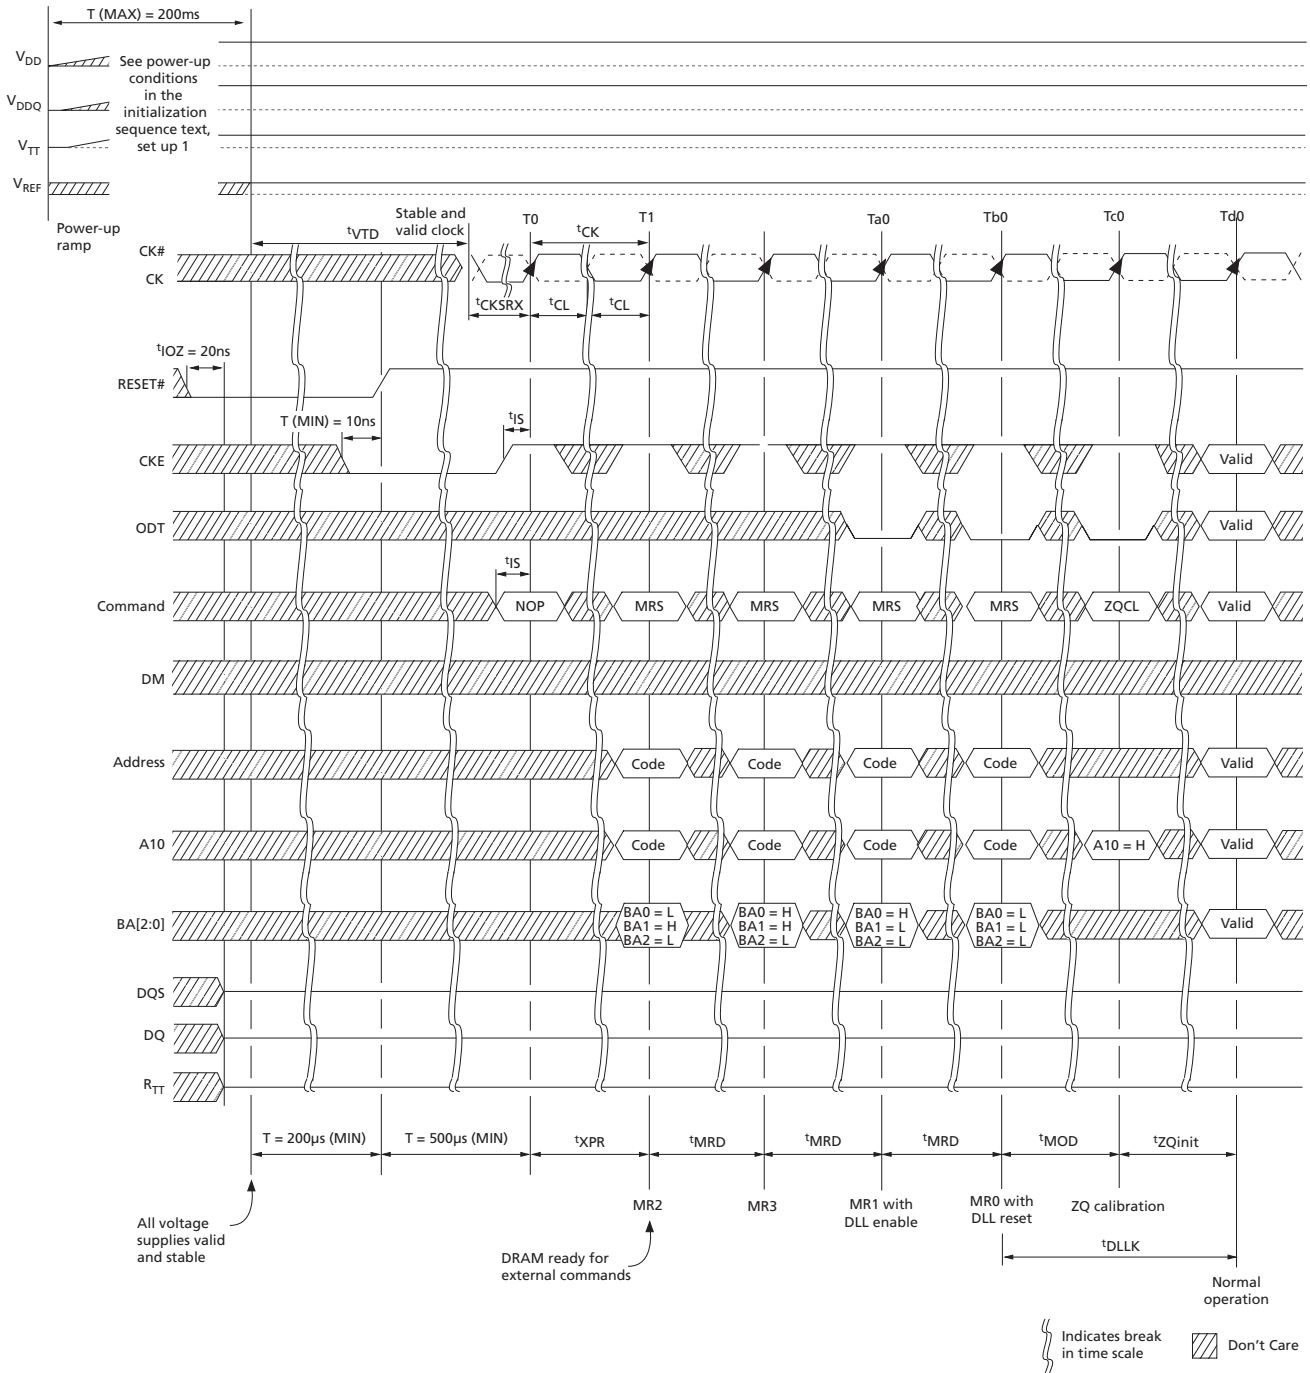 T (MAX) = 200ms
VDD
See power-up
conditions
in the
initialization
sequence text,
set up 1
VDDQ
VTT
VREF
Power-up
ramp
Stable and
valid clock
tVTD
T0
T1
Ta0
Tb0
Tc0
Td0
tCK
CK#
CK
tCKSRX
tCL
tCL
tIOZ = 20ns
RESET#
T (MIN) = 10ns
tIS
CKE
Valid
ODT
Valid
tIS
Command
NOP
MRS
MRS
MRS
MRS
ZQCL
Valid
DM
Address
Code
Code
Code
Code
Valid
A10
Code
Code
Code
Code
A10 = H
Valid
BA[2:0]
BA0 = L
BA1 = H
BA2 = L
BA0 = H
BA1 = H
BA2 = L
BA0 = H
BA1 = L
BA2 = L
BA0 = L
BA1 = L
BA2 = L
Valid
DQS
DQ
RTT
T = 200µs (MIN)
T = 500µs (MIN)
tXPR
tMRD
tMRD
tMRD
tMOD
tZQinit
MR2
MR3
MR1 with
DLL enable
MR0 with
DLL reset
ZQ calibration
All voltage
supplies valid
and stable
DRAM ready for
external commands
tDLLK
Normal
operation
Indicates break
in time scale
Don't Care